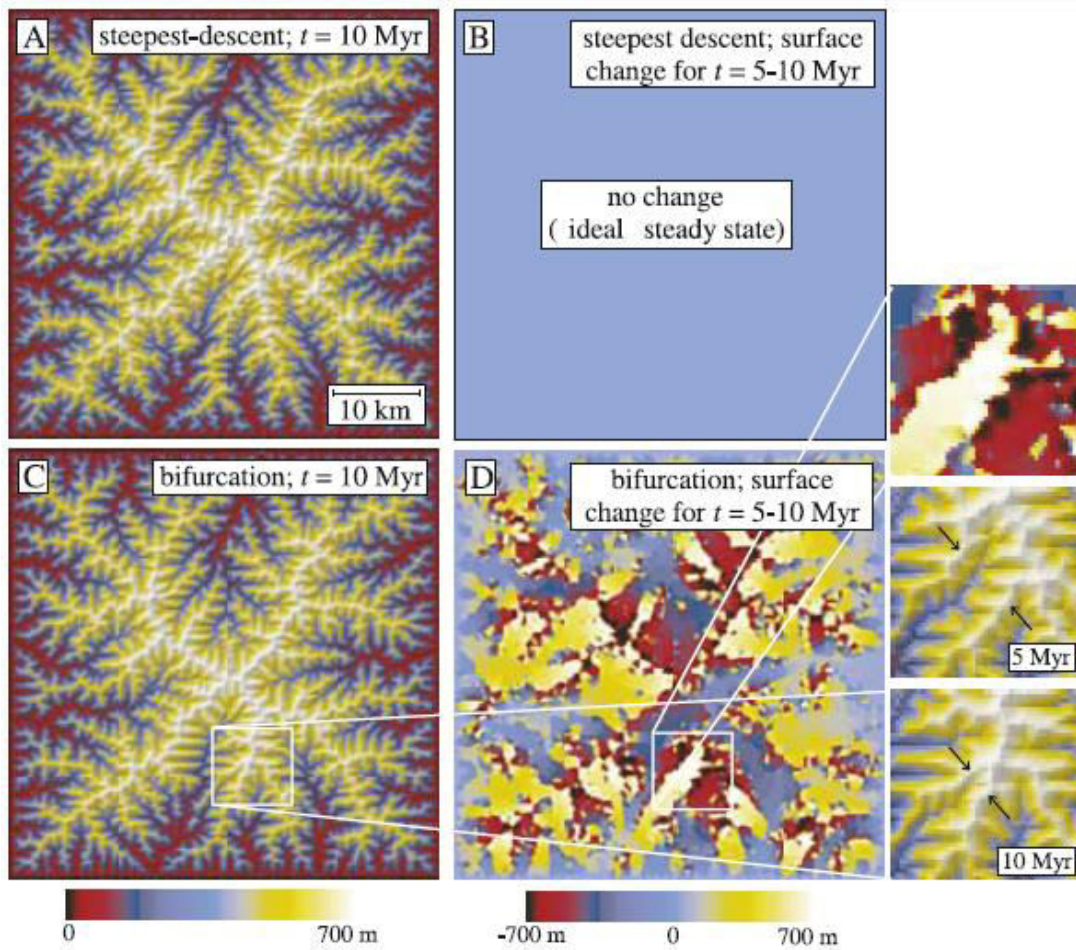 A
steepest-descent; t = 10 Myr
10 km
B
steepest descent; surface
change for t = 5-10 Myr
no change
( ideal steady state)
C
bifurcation; t = 10 Myr
D
bifurcation; surface
change for t = 5-10 Myr
5 Myr
10 Myr
0
700 m
-700 m
0
700 m